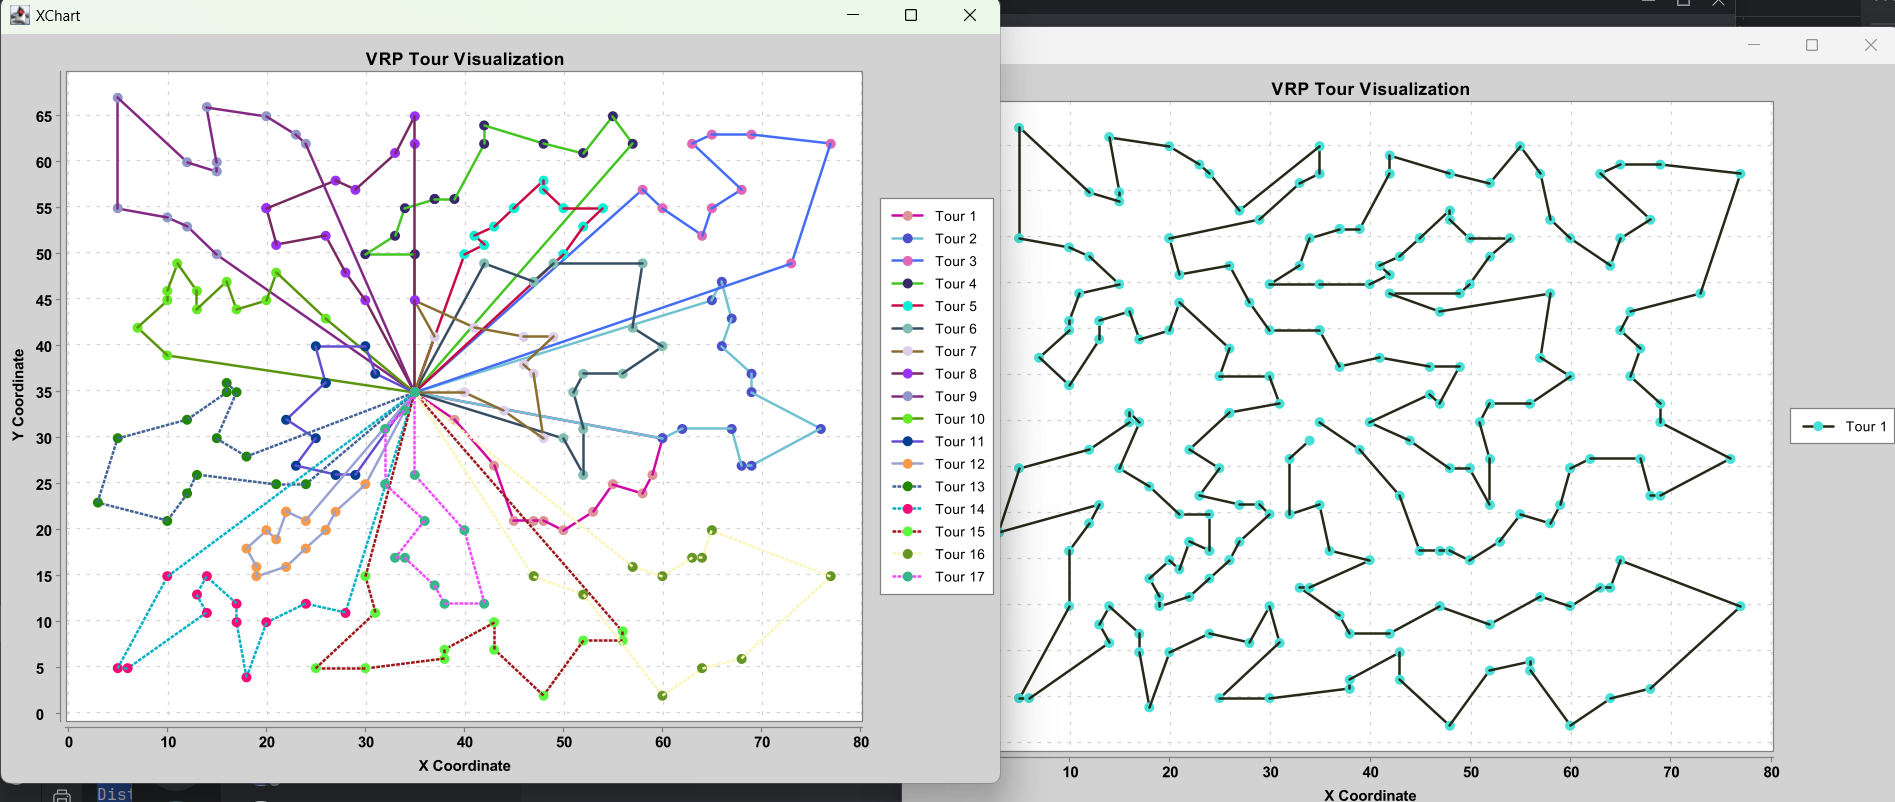 XChart
VRP Tour Visualization
65
60
55
50
45
40
35
30
25
20
15
10
5
0
Y Coordinate
0 10 20 30 40 50 60 70 80
X Coordinate
Tour 1
Tour 2
Tour 3
Tour 4
Tour 5
Tour 6
Tour 7
Tour 8
Tour 9
Tour 10
Tour 11
Tour 12
Tour 13
Tour 14
Tour 15
Tour 16
Tour 17
VRP Tour Visualization
10 20 30 40 50 60 70 80
X Coordinate
Tour 1
Dist